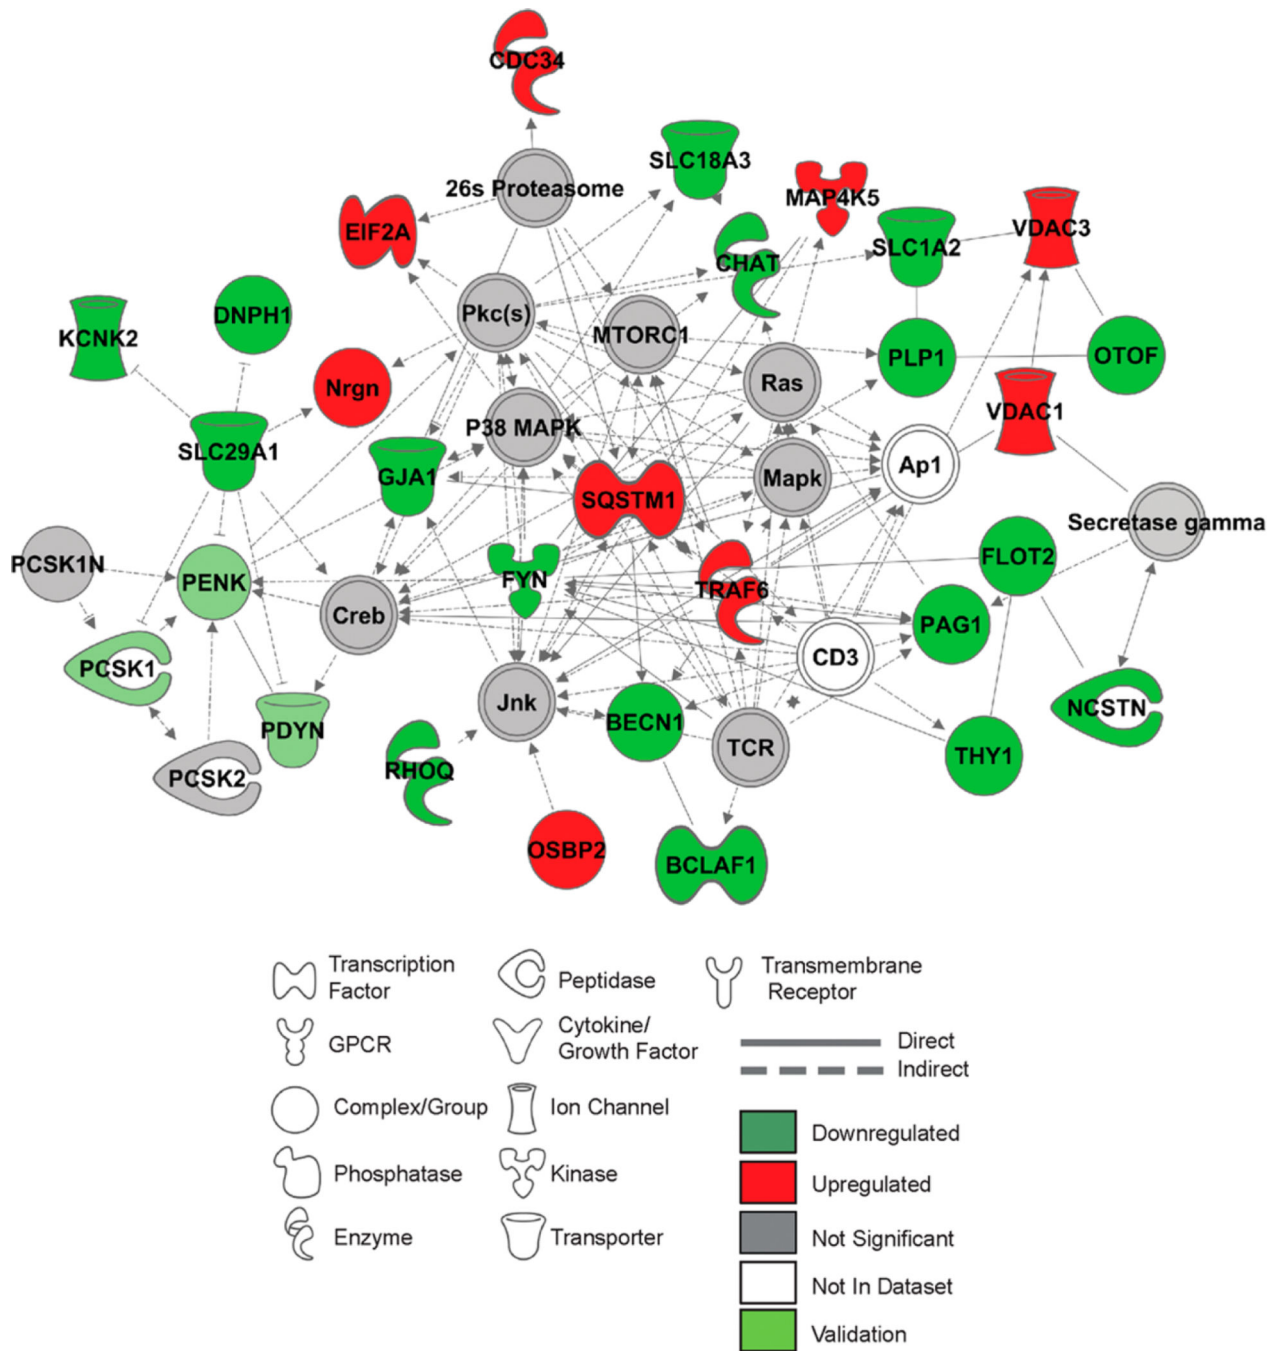 CDC34
SLC18A3
26s Proteasome
MAP4K5
EIF2A
VDAC3
SLC1A2
CHAT
DNPH1
Pkc(s)
KCNK2
MTORC1
PLP1
OTOF
Nrgn
Ras
VDAC1
P38 MAPK
SLC29A1
Ap1
GJA1
Mapk
SQSTM1
Secretase gamma
FLOT2
PCSK1N
PENK
FYN
TRAF6
Creb
PAG1
CD3
PCSK1
Jnk
NCSTN
PDYN
BECN1
TCR
THY1
RHOQ
PCSK2
OSBP2
BCLAF1
Transcription
Factor
Peptidase
Transmembrane
Receptor
GPCR
Cytokine/
Growth Factor
Direct
Indirect
Complex/Group
Ion Channel
Downregulated
Phosphatase
Kinase
Upregulated
Enzyme
Transporter
Not Significant
Not In Dataset
Validation